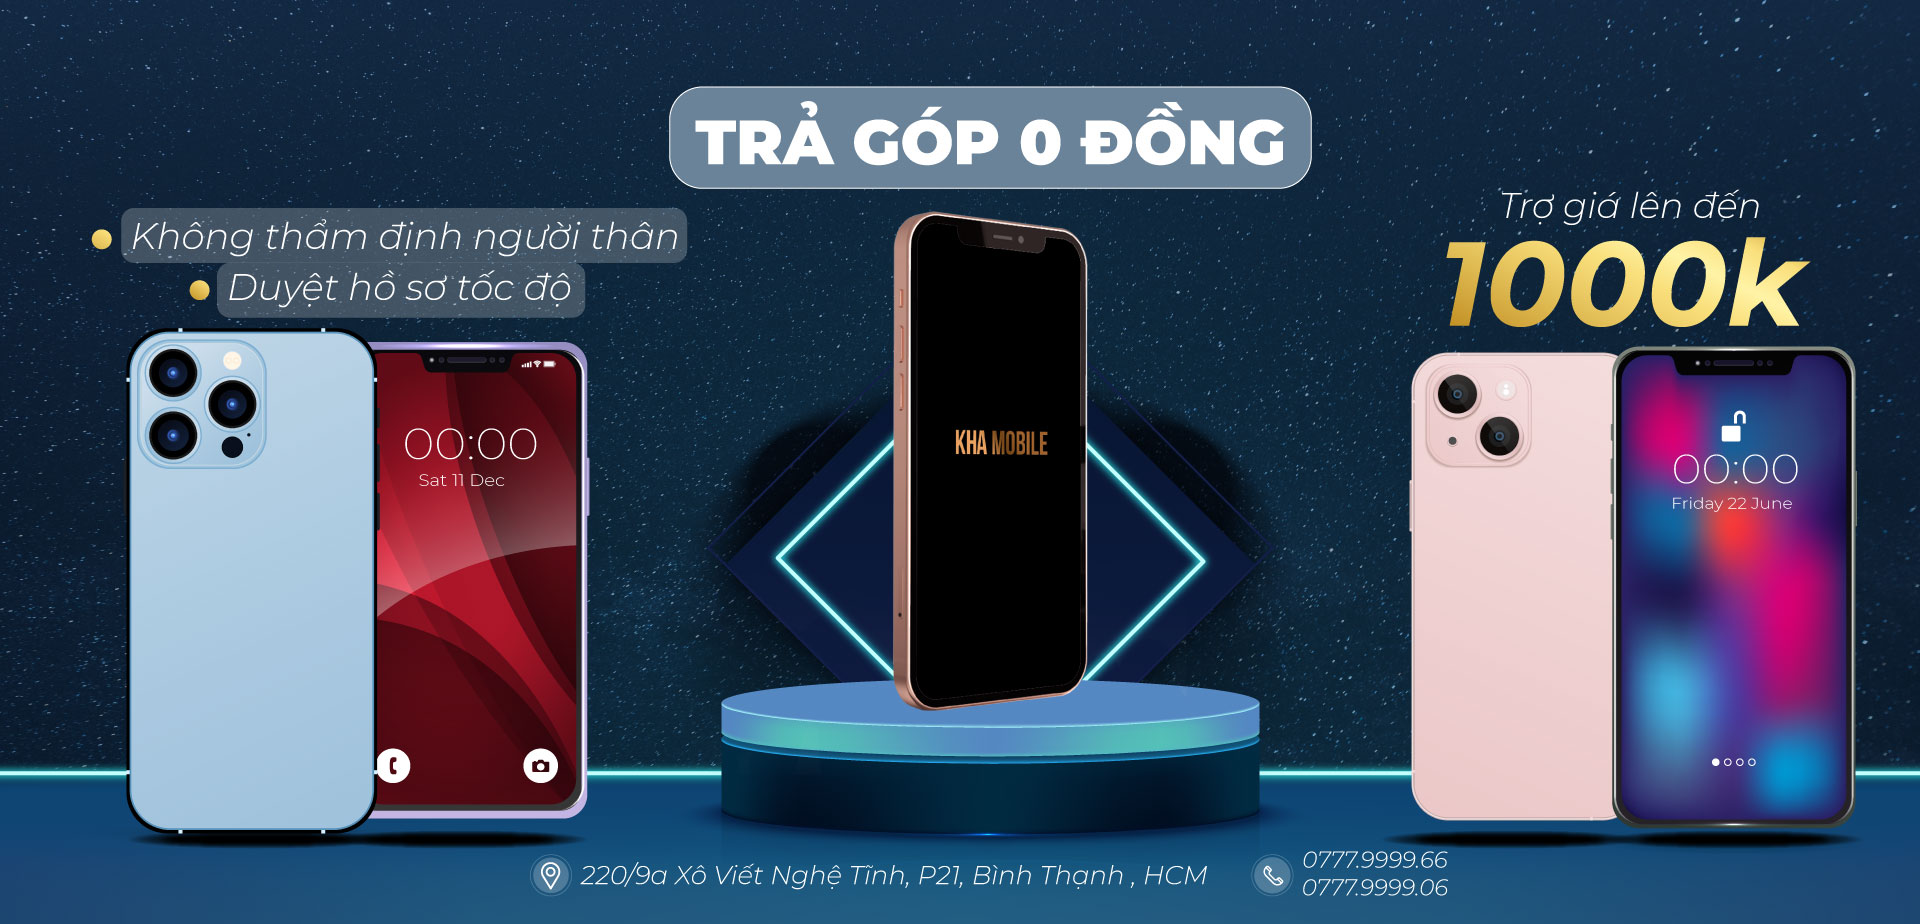 TRẢ GÓP 0 ĐỒNG
Không thẩm định người thân
Duyệt hồ sơ tốc độ
Trợ giá lên đến
1000k
00:00
Sat 11 Dec
KHA MOBILE
00:00
Friday 22 June
220/9a Xô Viết Nghệ Tĩnh, P21, Bình Thạnh , HCM
0777.9999.66
0777.9999.06